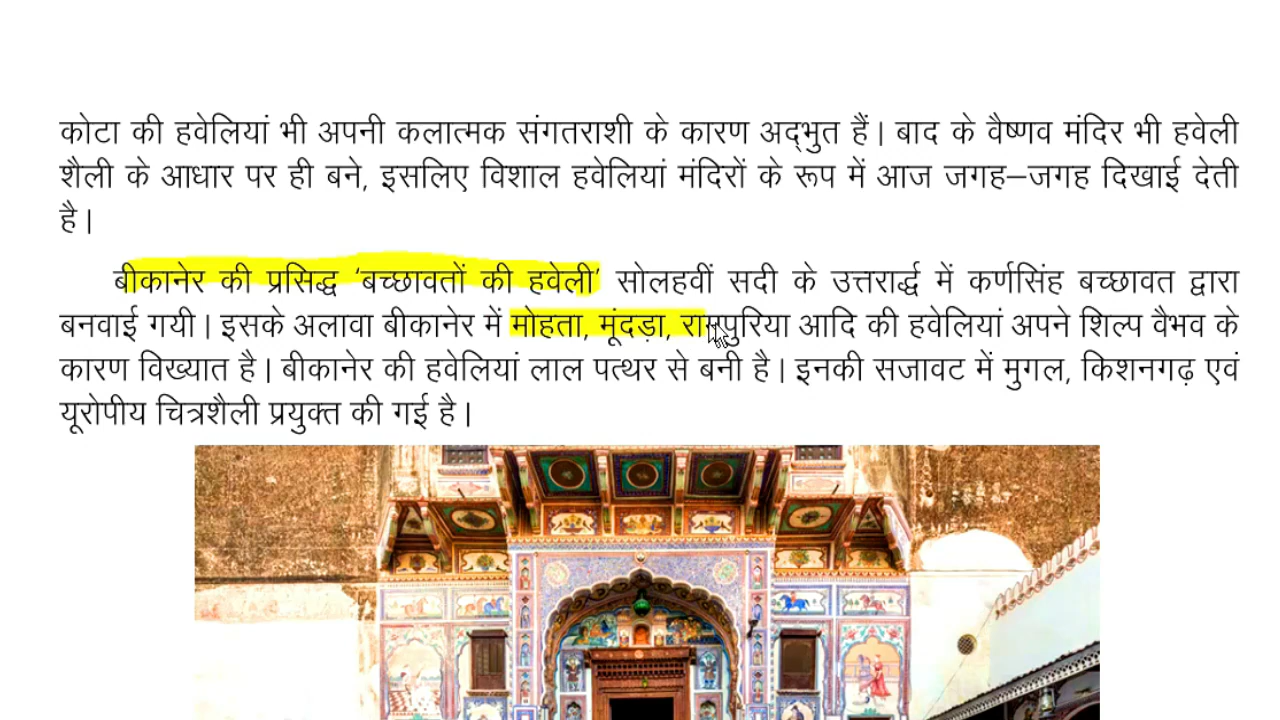 कोटा की हवेलियां भी अपनी कलात्मक संगतराशी के कारण अद्भुत हैं। बाद के वैष्णव मंदिर भी हवेली
शैली के आधार पर ही बने, इसलिए विशाल हवेलियां मंदिरों के रूप में आज जगह–जगह दिखाई देती
है।
बीकानेर की प्रसिद्ध ‘बच्छावतों की हवेली’ सोलहवीं सदी के उत्तरार्द्ध में कर्णसिंह बच्छावत द्वारा
बनवाई गयी। इसके अलावा बीकानेर में मोहता, मूंदड़ा, रामपुरिया आदि की हवेलियां अपने शिल्प वैभव के
कारण विख्यात है। बीकानेर की हवेलियां लाल पत्थर से बनी है। इनकी सजावट में मुगल, किशनगढ़ एवं
यूरोपीय चित्रशैली प्रयुक्त की गई है।